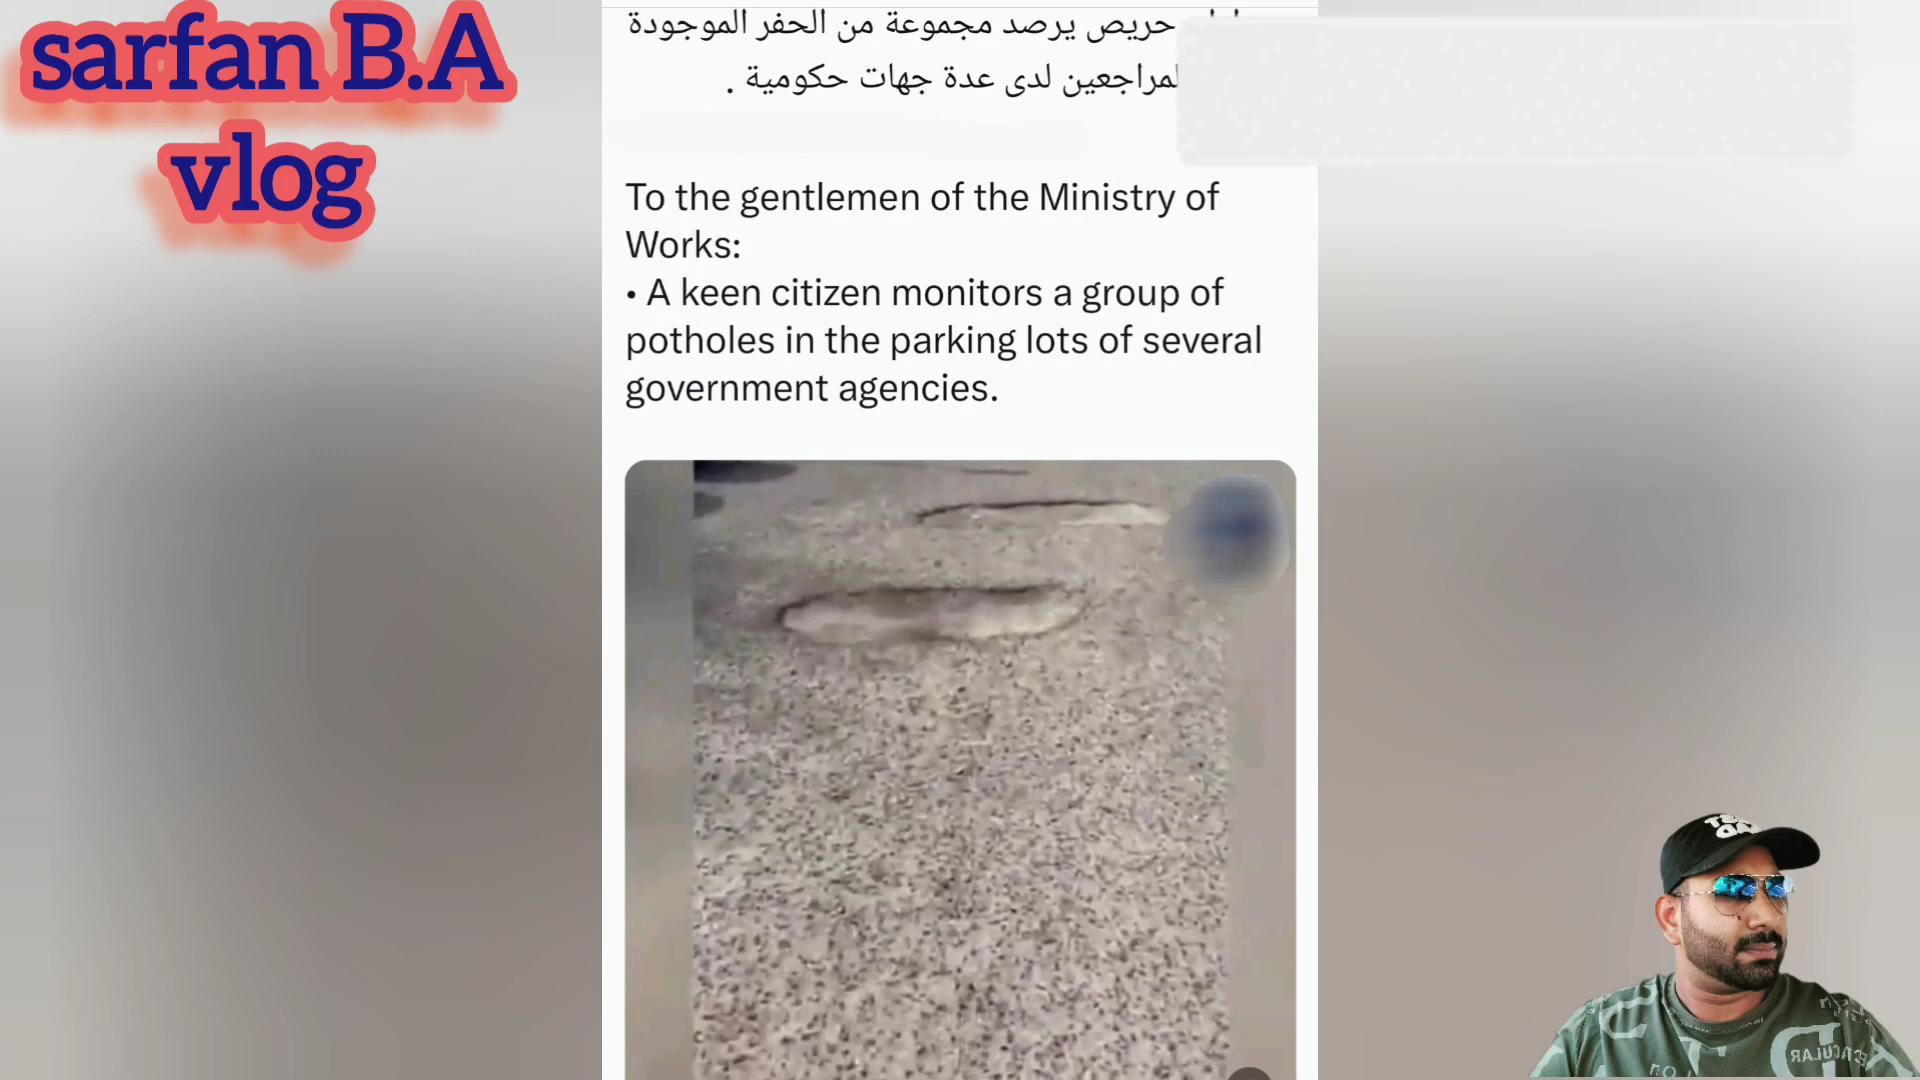 sarfan B.A
vlog
حريص يرصد مجموعة من الحفر الموجودة
لمراجعين لدى عدة جهات حكومية .
To the gentlemen of the Ministry of
Works:
• A keen citizen monitors a group of
potholes in the parking lots of several
government agencies.